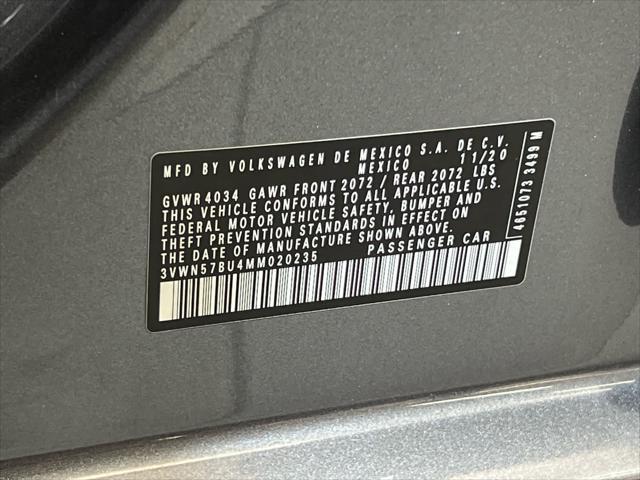 MFD BY VOLKSWAGEN DE MEXICO S.A. DE C.V.
MEXICO 11/20
GVWR 4034 GAWR FRONT 2072 / REAR 2072 LBS
THIS VEHICLE CONFORMS TO ALL APPLICABLE U.S.
FEDERAL MOTOR VEHICLE SAFETY, BUMPER AND
THEFT PREVENTION STANDARDS IN EFFECT ON
THE DATE OF MANUFACTURE SHOWN ABOVE.
3VWN57BU4MM020235 PASSENGER CAR
4651073 3499 M